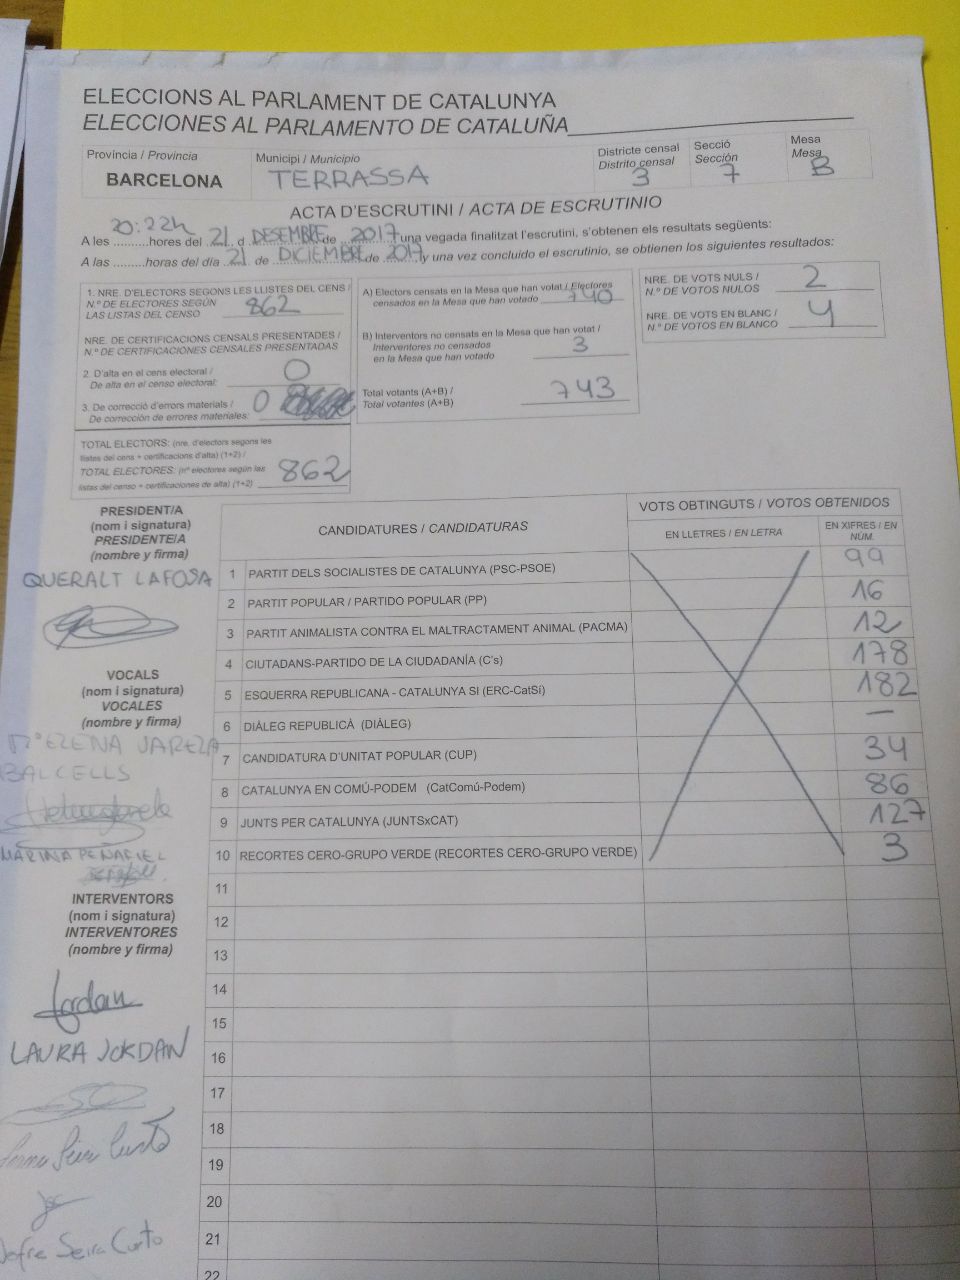 ELECCIONS AL PARLAMENT DE CATALUNYA
ELECCIONES AL PARLAMENTO DE CATALUÑA
Provincia / Provincia
BARCELONA
Municipi / Municipio
TERRASSA
Districte censal
Distrito censal
3
Secció
Sección
7
Mesa
Mesa
B
ACTA D'ESCRUTINI / ACTA DE ESCRUTINIO
20:22h
A les ..........hores del 21 d DESEMBRE de 2017 una vegada finalitzat l'escrutini, s'obtenen els resultats següents:
A las .........horas del día 21 de DICIEMBRE de 2017 y una vez concluido el escrutinio, se obtienen los siguientes resultados:
1. NRE. D'ELECTORS SEGONS LES LLISTES DEL CENS /
N.º DE ELECTORES SEGÚN
LAS LISTAS DEL CENSO
862
NRE. DE CERTIFICACIONS CENSALS PRESENTADES /
N.º DE CERTIFICACIONES CENSALES PRESENTADAS
2. D'alta en el cens electoral /
De alta en el censo electoral:
0
3. De correcció d'errors materials /
De corrección de errores materiales:
0
TOTAL ELECTORS: (nre. d'electors segons les
llistes del cens + certificacions d'alta) (1+2) /
TOTAL ELECTORES: (nº electores según las
listas del censo + certificaciones de alta) (1+2)
862
A) Electors censats en la Mesa que han votat / Electores
censados en la Mesa que han votado
740
B) Interventors no censats en la Mesa que han votat /
Interventores no censados
en la Mesa que han votado
3
Total votants (A+B) /
Total votantes (A+B)
743
NRE. DE VOTS NULS /
N.º DE VOTOS NULOS
2
NRE. DE VOTS EN BLANC /
N.º DE VOTOS EN BLANCO
4
PRESIDENT/A
(nom i signatura)
PRESIDENTE/A
(nombre y firma)
QUERALT LAFOSA
VOCALS
(nom i signatura)
VOCALES
(nombre y firma)
BALCELLS
MARINA PEÑAFIEL
INTERVENTORS
(nom i signatura)
INTERVENTORES
(nombre y firma)
Jordan
LAURA JORDAN
CANDIDATURES / CANDIDATURAS
VOTS OBTINGUTS / VOTOS OBTENIDOS
EN LLETRES / EN LETRA
EN XIFRES / EN NÚM.
1 PARTIT DELS SOCIALISTES DE CATALUNYA (PSC-PSOE) 99
2 PARTIT POPULAR / PARTIDO POPULAR (PP) 16
3 PARTIT ANIMALISTA CONTRA EL MALTRACTAMENT ANIMAL (PACMA) 12
4 CIUTADANS-PARTIDO DE LA CIUDADANÍA (C's) 178
5 ESQUERRA REPUBLICANA - CATALUNYA SI (ERC-CatSí) 182
6 DIÀLEG REPUBLICÀ (DIÀLEG) —
7 CANDIDATURA D'UNITAT POPULAR (CUP) 34
8 CATALUNYA EN COMÚ-PODEM (CatComú-Podem) 86
9 JUNTS PER CATALUNYA (JUNTSxCAT) 127
10 RECORTES CERO-GRUPO VERDE (RECORTES CERO-GRUPO VERDE) 3
11
12
13
14
15
16
17
18
19
20
21
22